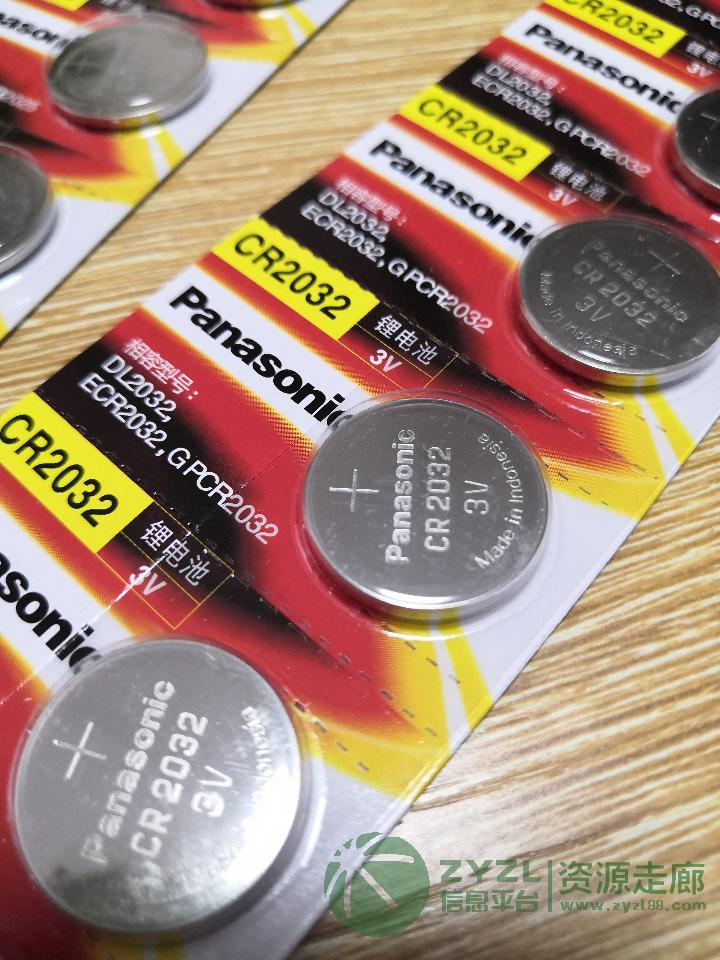 Panasonic
CR2025
CR2032
锂电池
3V
Panasonic
相容型号:
DL2032,
ECR2032, GPCR2032
CR2032
锂电池
3V
Panasonic
CR 2032
3V
Made in Indonesia
Panasonic
相容型号:
DL2032,
ECR2032, GPCR2032
CR2032
锂电池
3V
Panasonic
CR 2032
3V
Made in Indonesia
Panasonic
相容型号:
DL2032,
ECR2032, GPCR2032
CR2032
锂电池
3V
Panasonic
CR 2032
3V
ZYZL
信息平台
资源走廊
www.zyzl88.com